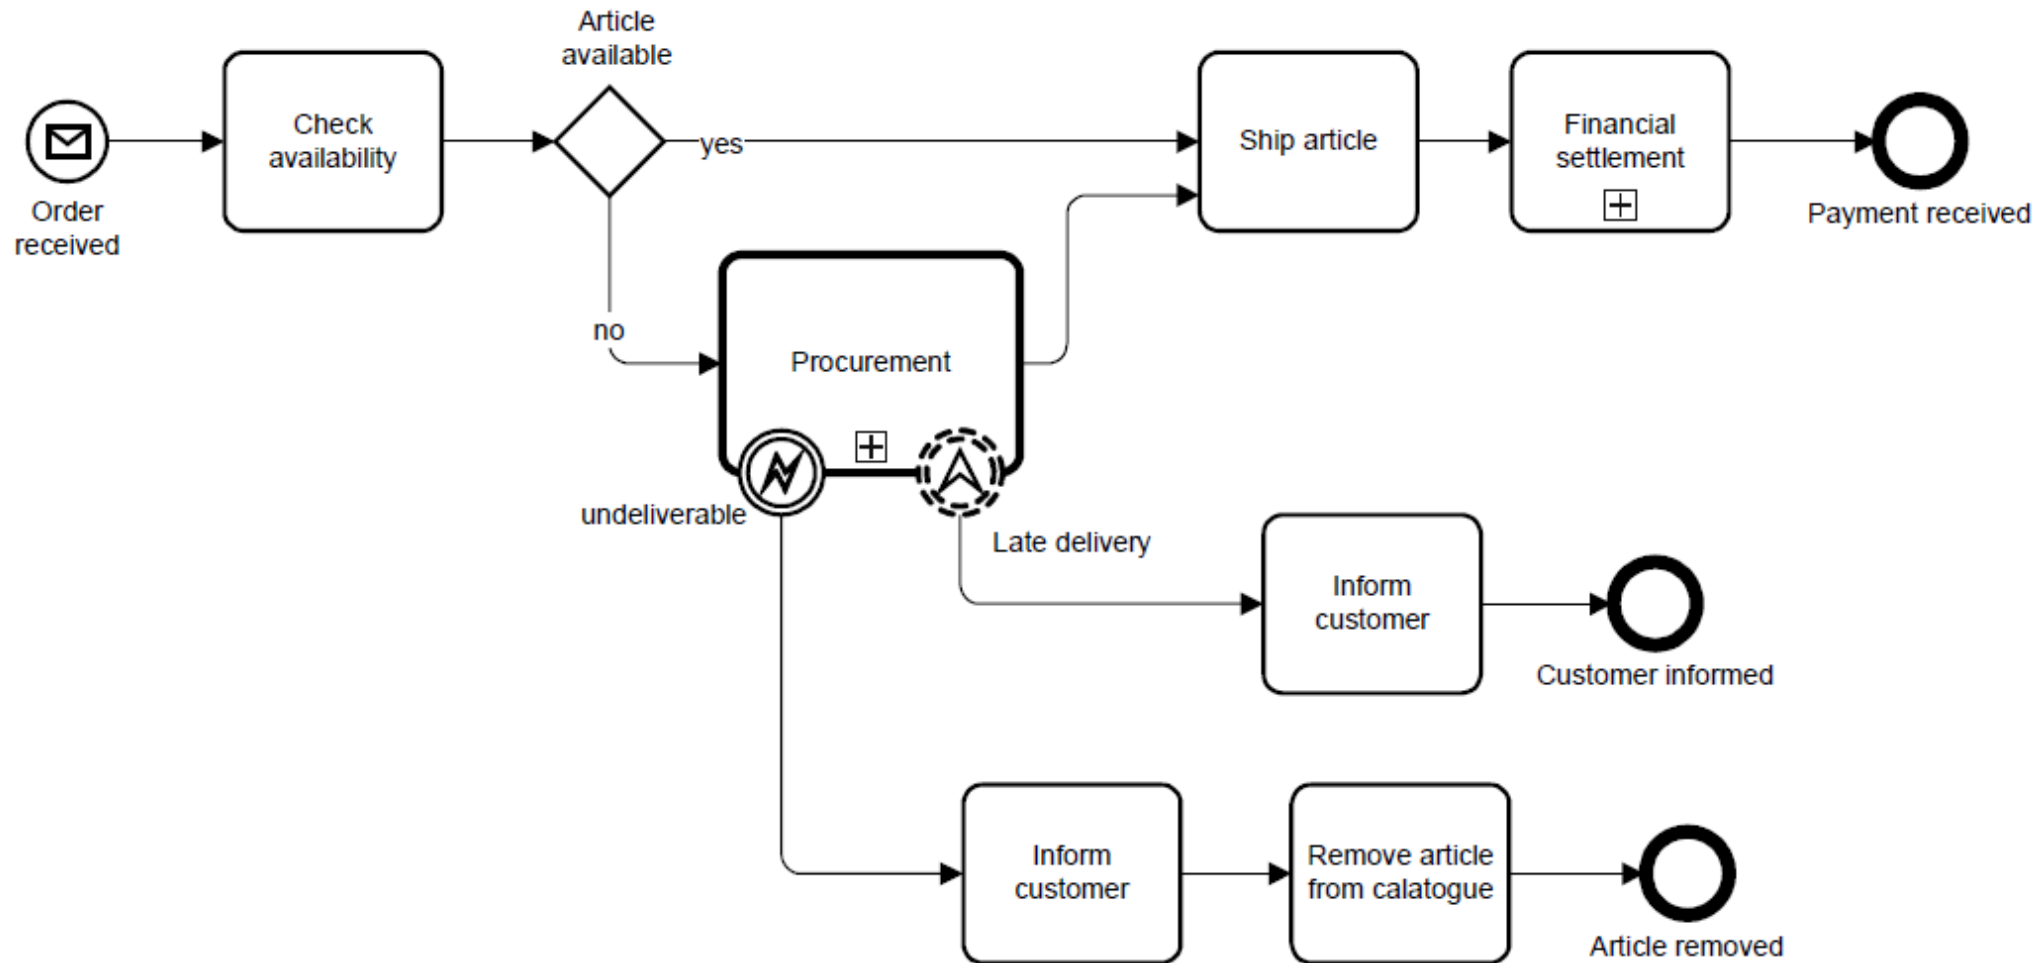 Article
available
Order
received
Check
availability
yes
no
Ship article
Financial
settlement
Payment received
Procurement
undeliverable
Late delivery
Inform
customer
Customer informed
Inform
customer
Remove article
from calatogue
Article removed